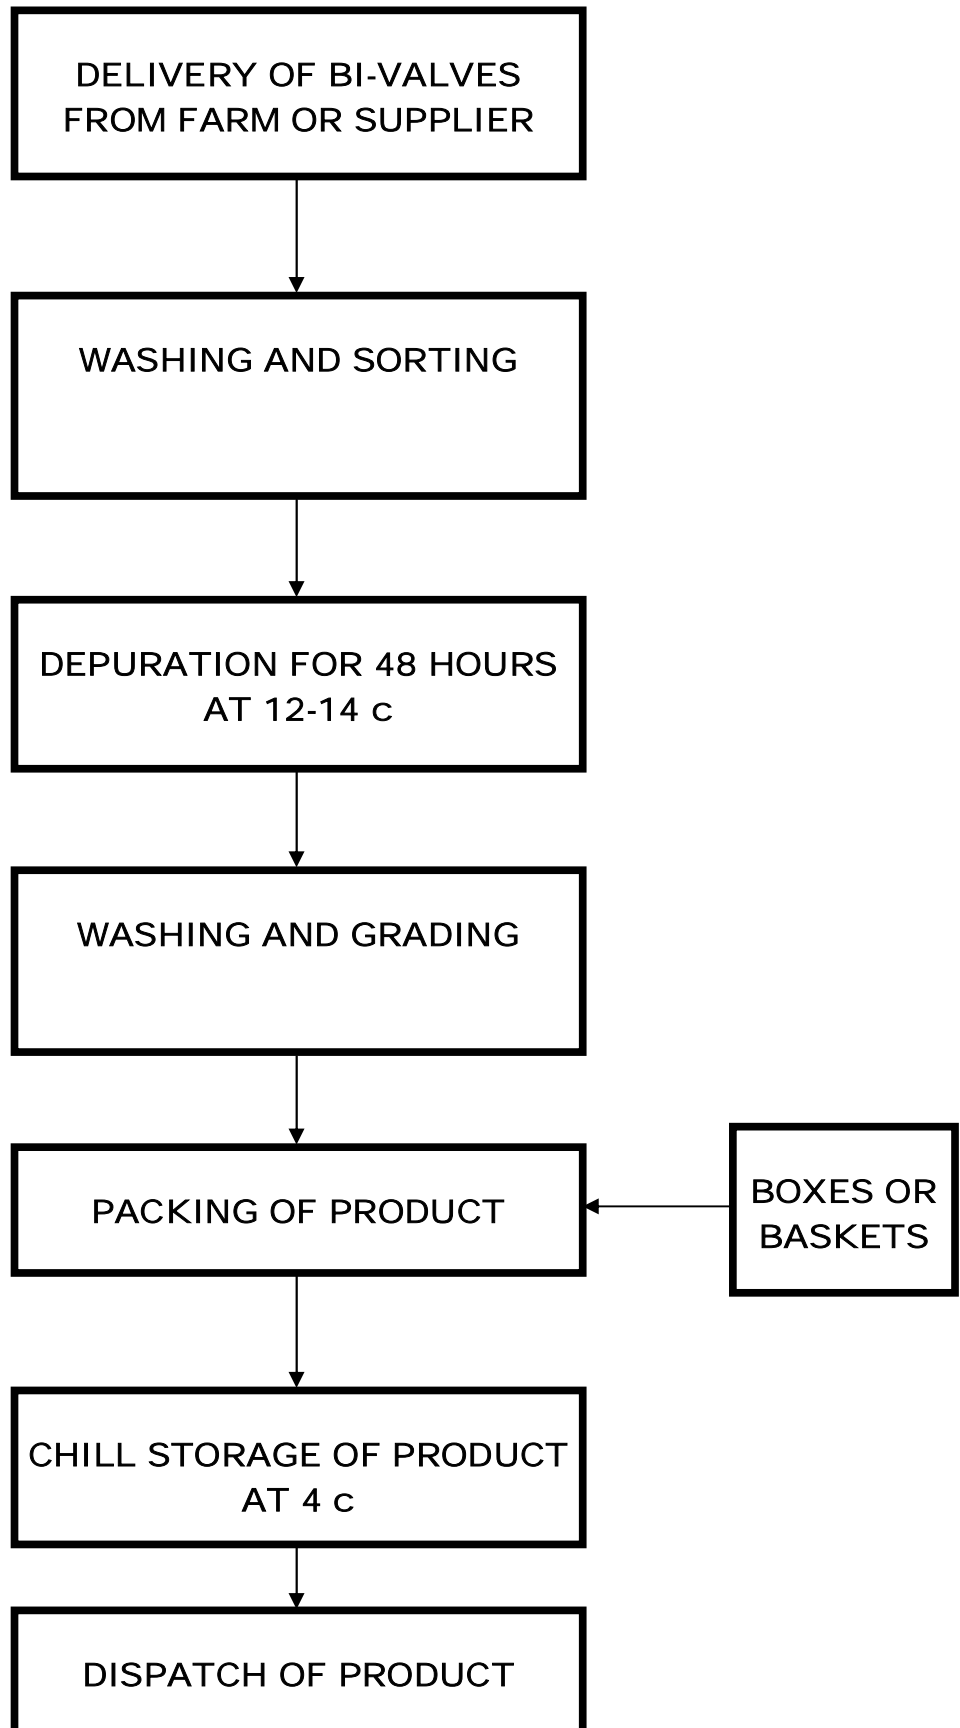 DELIVERY OF BI-VALVES
FROM FARM OR SUPPLIER
WASHING AND SORTING
DEPURATION FOR 48 HOURS
AT 12-14 c
WASHING AND GRADING
PACKING OF PRODUCT
BOXES OR
BASKETS
CHILL STORAGE OF PRODUCT
AT 4 c
DISPATCH OF PRODUCT